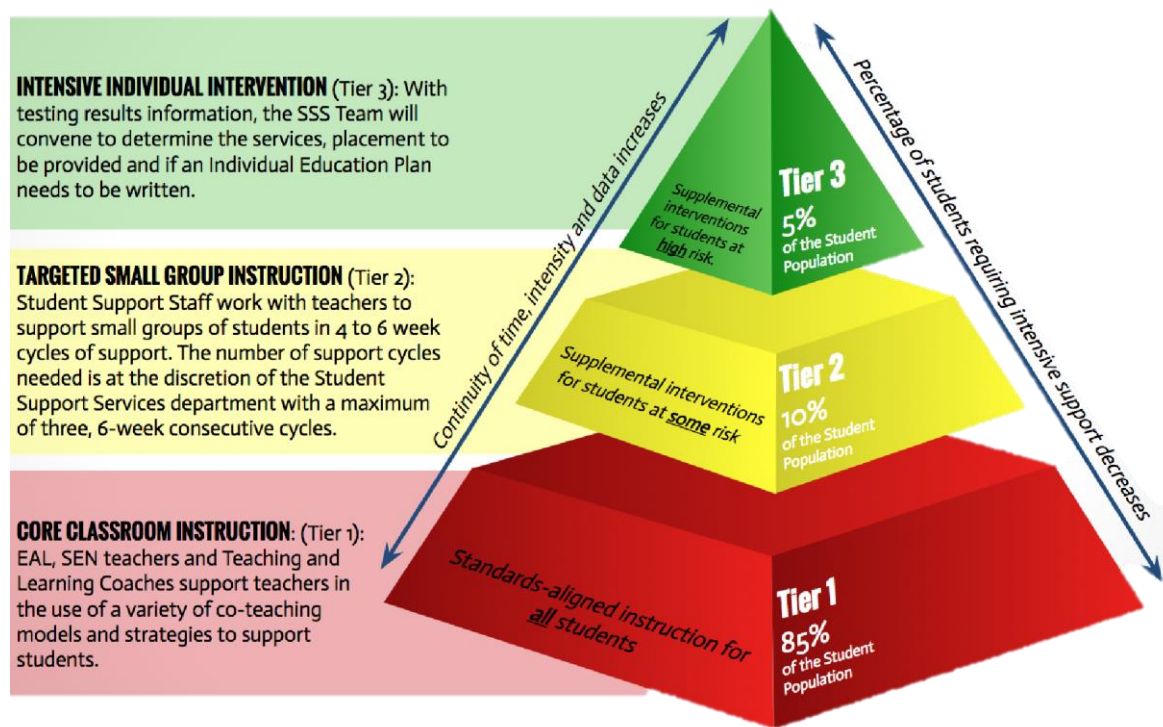 INTENSIVE INDIVIDUAL INTERVENTION (Tier 3): With
testing results information, the SSS Team will
convene to determine the services, placement to
be provided and if an Individual Education Plan
needs to be written.
TARGETED SMALL GROUP INSTRUCTION (Tier 2):
Student Support Staff work with teachers to
support small groups of students in 4 to 6 week
cycles of support. The number of support cycles
needed is at the discretion of the Student
Support Services department with a maximum
of three, 6-week consecutive cycles.
CORE CLASSROOM INSTRUCTION: (Tier 1):
EAL, SEN teachers and Teaching and
Learning Coaches support teachers in
the use of a variety of co-teaching
models and strategies to support
students.
Continuity of time, intensity and data increases
Supplemental
interventions
for students at
high risk.
Tier 3
5%
of the Student
Population
Supplemental interventions
for students at some risk
Tier 2
10%
of the Student
Population
Standards-aligned instruction for
all students
Tier 1
85%
of the Student
Population
Percentage of students requiring intensive support decreases